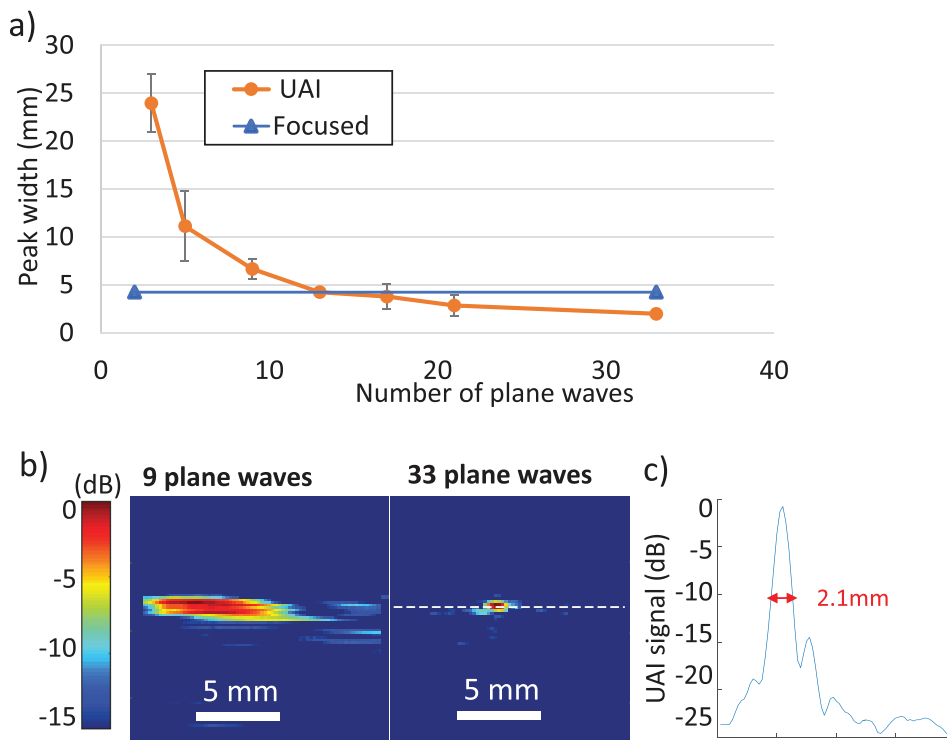 a)
30
25
20
15
10
5
0
Peak width (mm)
UAI
Focused
0 10 20 30 40
Number of plane waves
b)
(dB)
0
-5
-10
-15
9 plane waves
33 plane waves
5 mm
5 mm
c)
UAI signal (dB)
0
-5
-10
-15
-20
-25
2.1mm